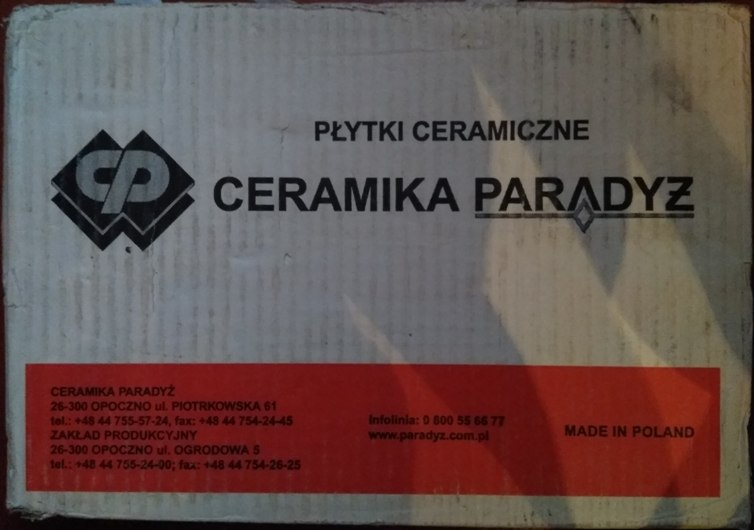 PŁYTKI CERAMICZNE
CP CERAMIKA PARADYŻ
CERAMIKA PARADYŻ
26-300 OPOCZNO ul. PIOTRKOWSKA 61
tel.: +48 44 755-57-24, fax: +48 44 754-24-45
ZAKŁAD PRODUKCYJNY
26-300 OPOCZNO ul. OGRODOWA 5
tel.: +48 44 755-24-00; fax: +48 44 754-26-25
Infolinia: 0 800 55 66 77
www.paradyz.com.pl
MADE IN POLAND